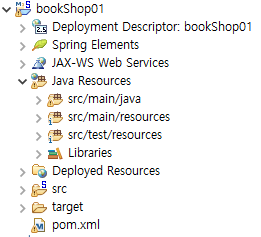 bookShop01
Deployment Descriptor: bookShop01
Spring Elements
JAX-WS Web Services
Java Resources
src/main/java
src/main/resources
src/test/resources
Libraries
Deployed Resources
src
target
pom.xml